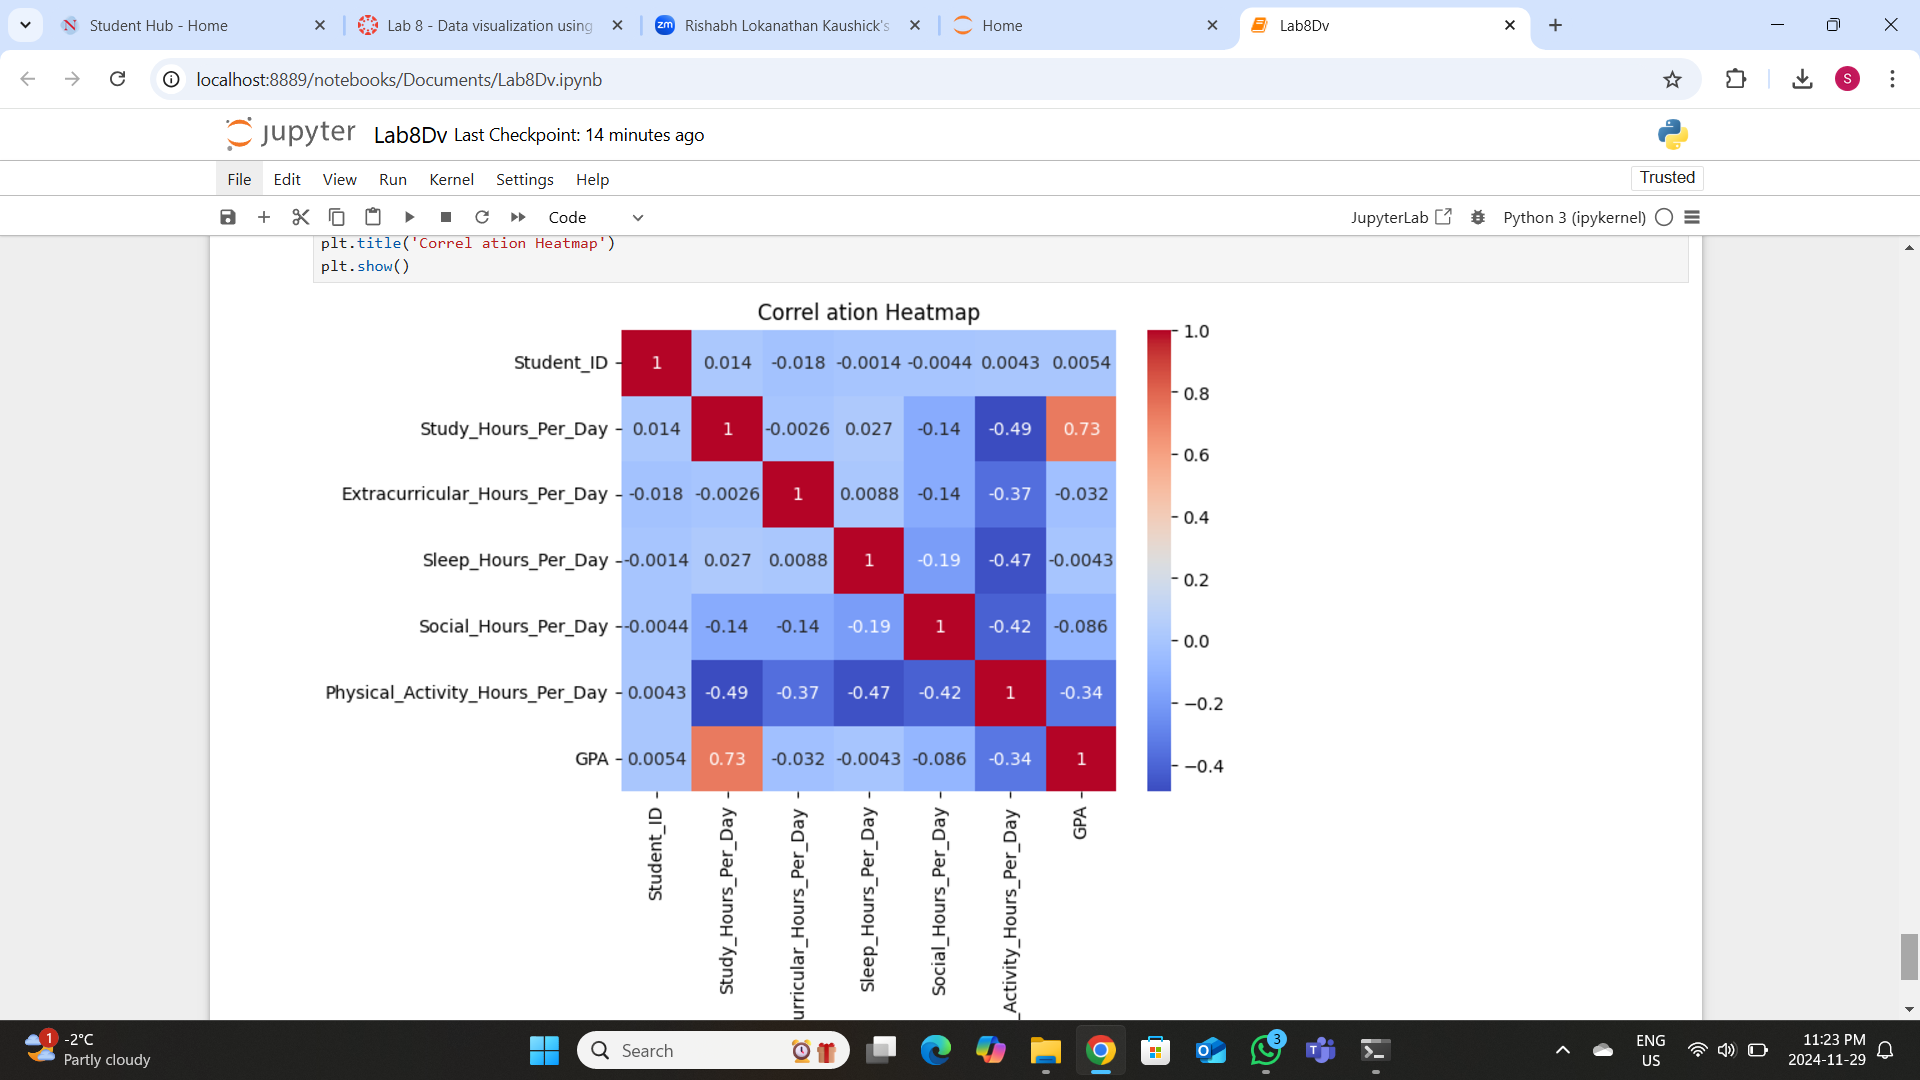 Student Hub - Home
Lab 8 - Data visualization using
Rishabh Lokanathan Kaushick's
Home
Lab8Dv
localhost:8889/notebooks/Documents/Lab8Dv.ipynb
S
jupyter Lab8Dv Last Checkpoint: 14 minutes ago
File Edit View Run Kernel Settings Help Trusted
Code JupyterLab Python 3 (ipykernel)
plt.title('Correl ation Heatmap')
plt.show()
Correl ation Heatmap
Student_ID 1 0.014 -0.018 -0.0014 -0.0044 0.0043 0.0054
Study_Hours_Per_Day 0.014 1 -0.0026 0.027 -0.14 -0.49 0.73
Extracurricular_Hours_Per_Day -0.018 -0.0026 1 0.0088 -0.14 -0.37 -0.032
Sleep_Hours_Per_Day -0.0014 0.027 0.0088 1 -0.19 -0.47 -0.0043
Social_Hours_Per_Day -0.0044 -0.14 -0.14 -0.19 1 -0.42 -0.086
Physical_Activity_Hours_Per_Day 0.0043 -0.49 -0.37 -0.47 -0.42 1 -0.34
GPA 0.0054 0.73 -0.032 -0.0043 -0.086 -0.34 1
1.0
0.8
0.6
0.4
0.2
0.0
−0.2
−0.4
Student_ID
Study_Hours_Per_Day
urricular_Hours_Per_Day
Sleep_Hours_Per_Day
Social_Hours_Per_Day
_Activity_Hours_Per_Day
GPA
1
-2°C
Partly cloudy
Search
3
ENG
US
11:23 PM
2024-11-29